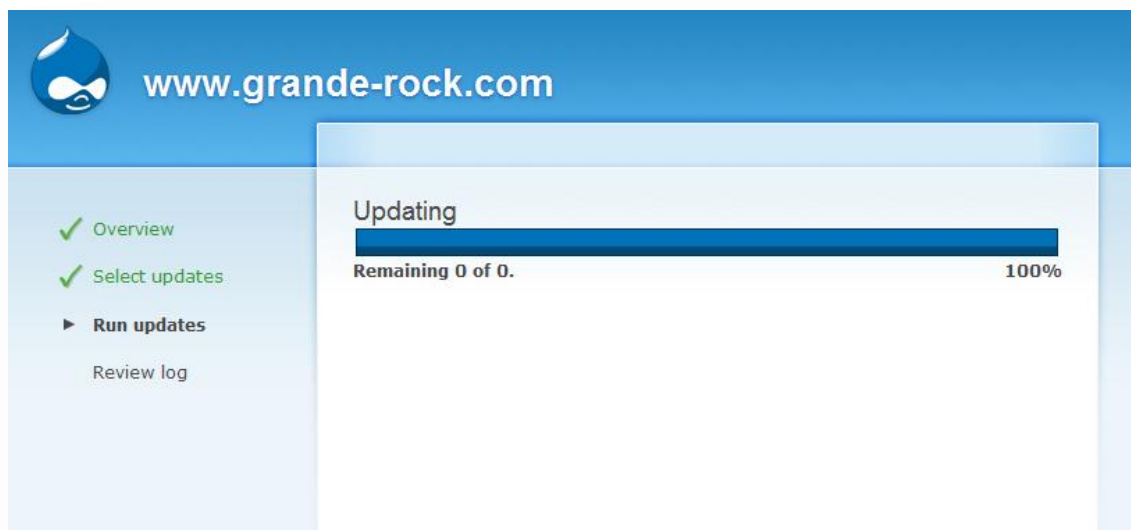 www.grande-rock.com
Overview
Select updates
Run updates
Review log
Updating
Remaining 0 of 0.
100%